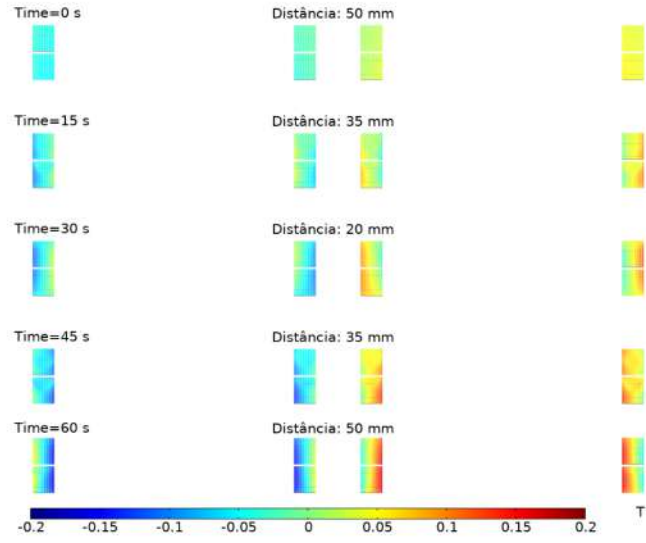 Time=0 s Distância: 50 mm
Time=15 s Distância: 35 mm
Time=30 s Distância: 20 mm
Time=45 s Distância: 35 mm
Time=60 s Distância: 50 mm
T
-0.2 -0.15 -0.1 -0.05 0 0.05 0.1 0.15 0.2